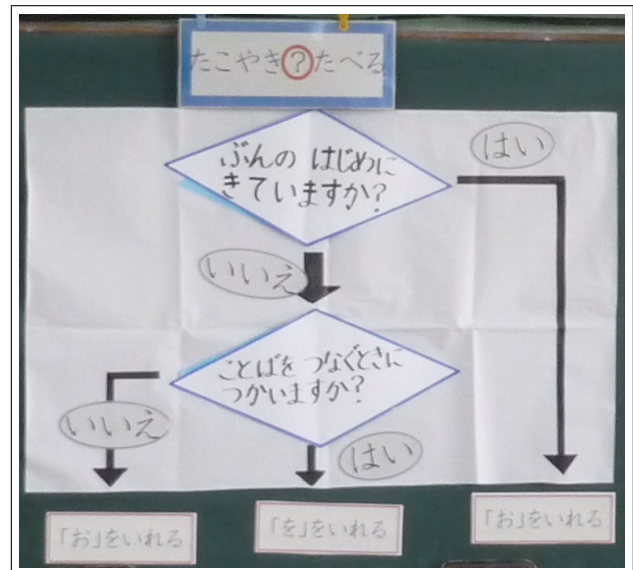 たこやき?たべる
ぶんの はじめに
きていますか?
はい
いいえ
ことばを つなぐときに
つかいますか?
いいえ
はい
「お」をいれる
「を」をいれる
「お」をいれる